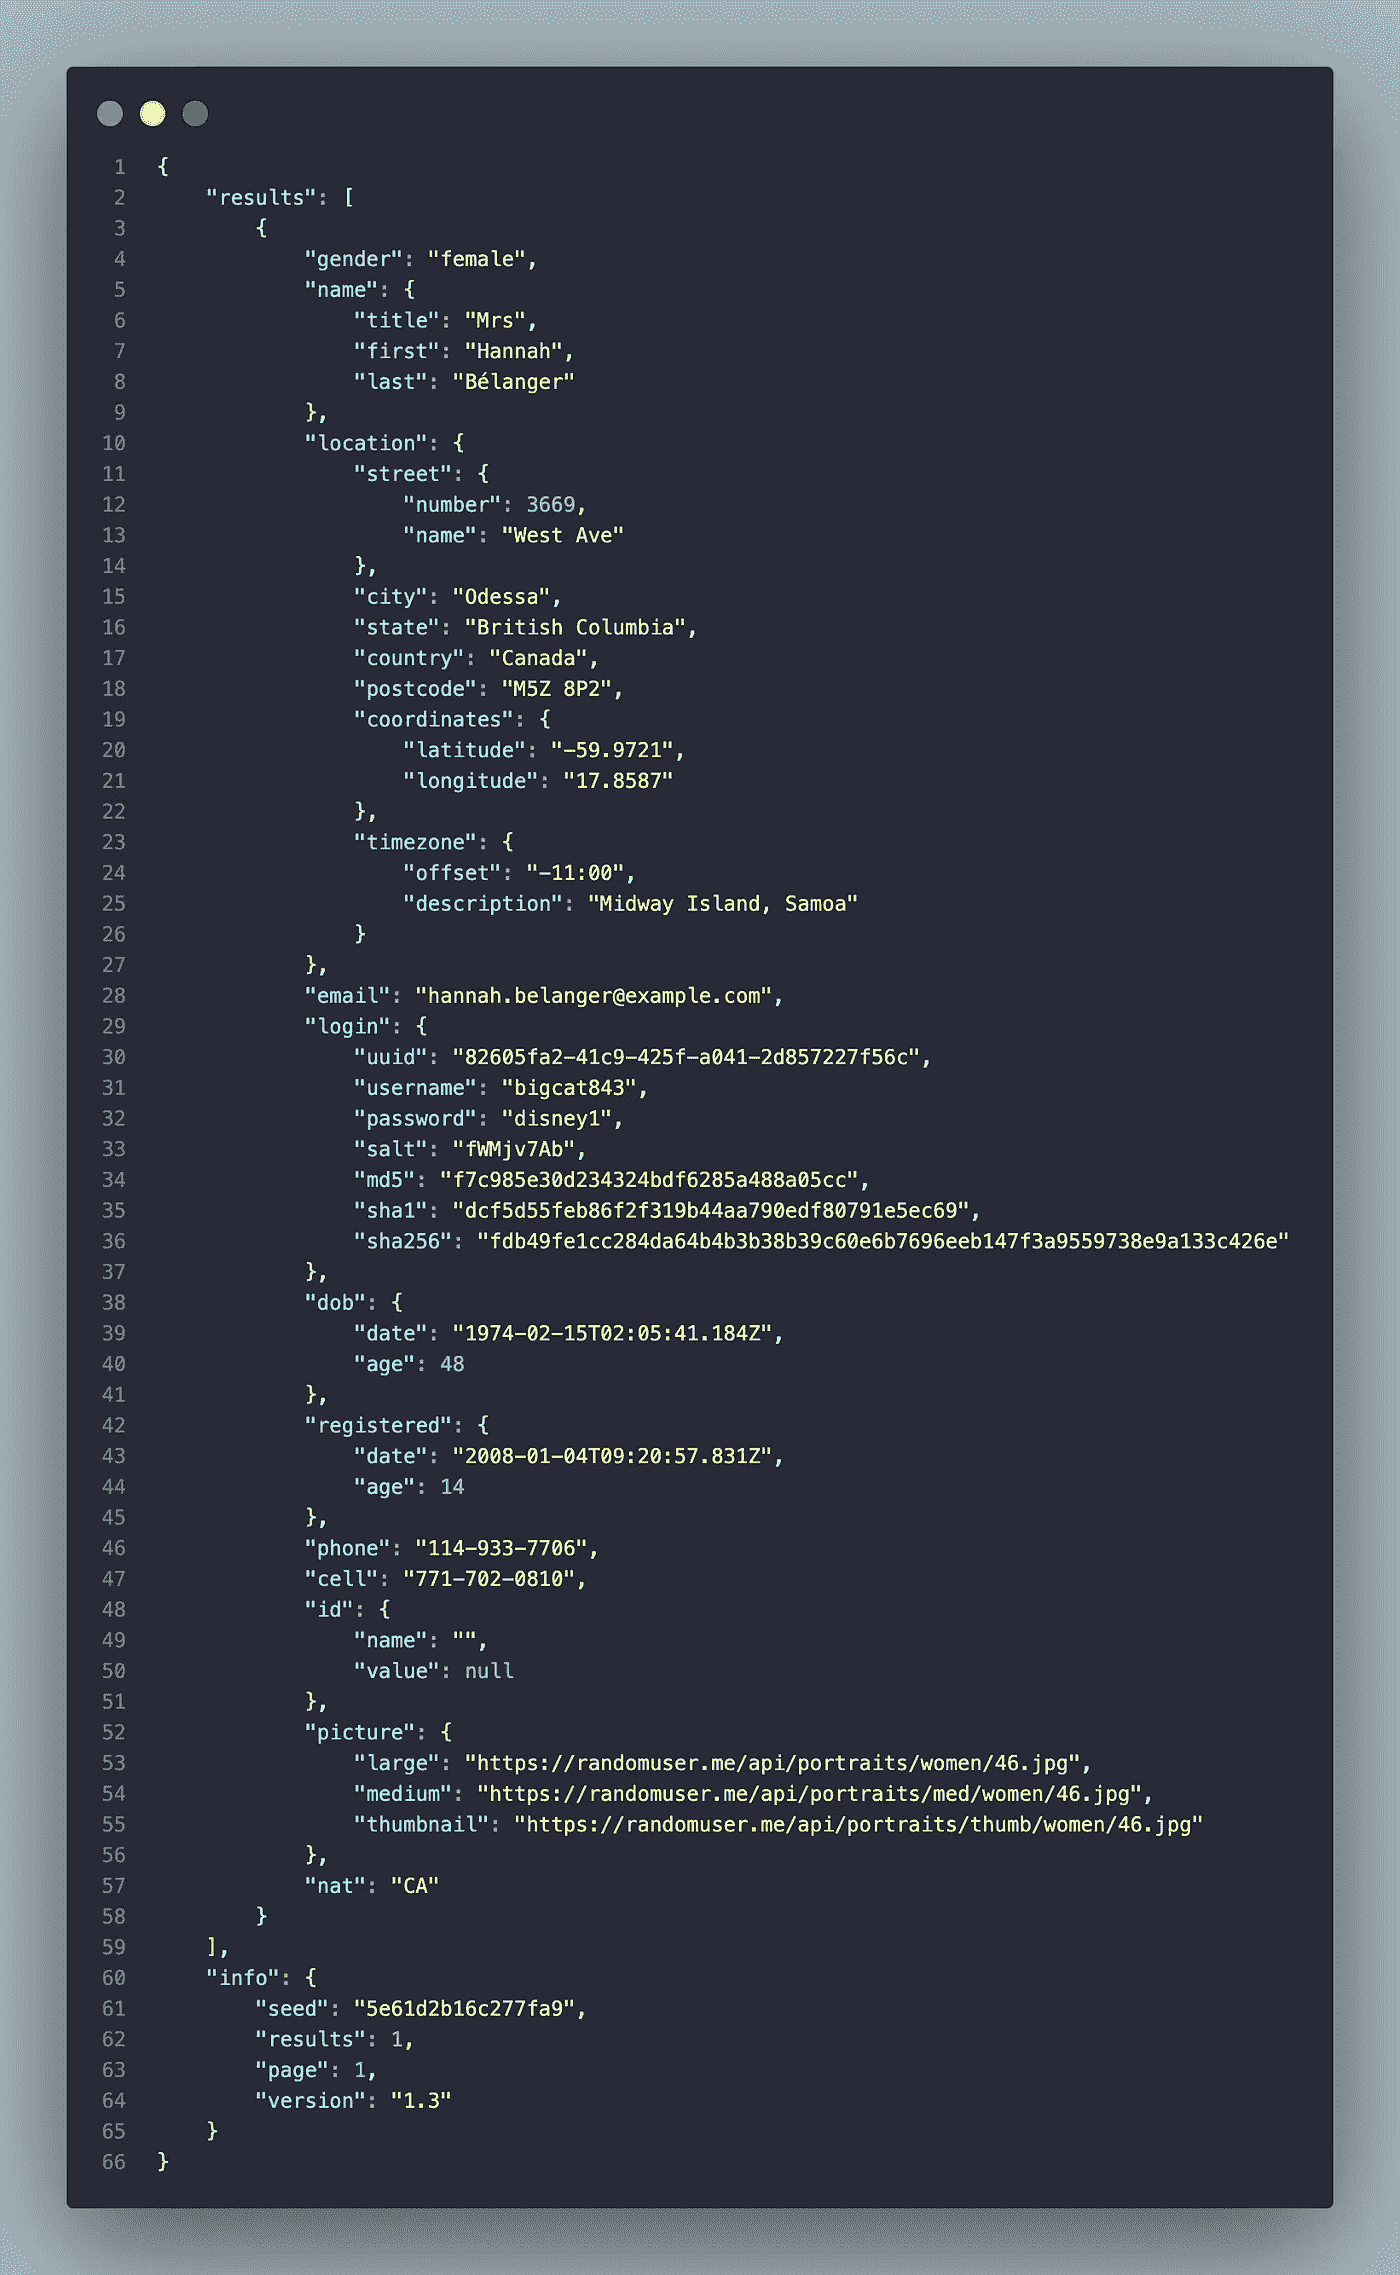 1 {
2     "results": [
3         {
4             "gender": "female",
5             "name": {
6                 "title": "Mrs",
7                 "first": "Hannah",
8                 "last": "Bélanger"
9             },
10             "location": {
11                 "street": {
12                     "number": 3669,
13                     "name": "West Ave"
14                 },
15                 "city": "Odessa",
16                 "state": "British Columbia",
17                 "country": "Canada",
18                 "postcode": "M5Z 8P2",
19                 "coordinates": {
20                     "latitude": "-59.9721",
21                     "longitude": "17.8587"
22                 },
23                 "timezone": {
24                     "offset": "-11:00",
25                     "description": "Midway Island, Samoa"
26                 }
27             },
28             "email": "hannah.belanger@example.com",
29             "login": {
30                 "uuid": "82605fa2-41c9-425f-a041-2d857227f56c",
31                 "username": "bigcat843",
32                 "password": "disney1",
33                 "salt": "fWMjv7Ab",
34                 "md5": "f7c985e30d234324bdf6285a488a05cc",
35                 "sha1": "dcf5d55feb86f2f319b44aa790edf80791e5ec69",
36                 "sha256": "fdb49fe1cc284da64b4b3b38b39c60e6b7696eeb147f3a9559738e9a133c426e"
37             },
38             "dob": {
39                 "date": "1974-02-15T02:05:41.184Z",
40                 "age": 48
41             },
42             "registered": {
43                 "date": "2008-01-04T09:20:57.831Z",
44                 "age": 14
45             },
46             "phone": "114-933-7706",
47             "cell": "771-702-0810",
48             "id": {
49                 "name": "",
50                 "value": null
51             },
52             "picture": {
53                 "large": "https://randomuser.me/api/portraits/women/46.jpg",
54                 "medium": "https://randomuser.me/api/portraits/med/women/46.jpg",
55                 "thumbnail": "https://randomuser.me/api/portraits/thumb/women/46.jpg"
56             },
57             "nat": "CA"
58         }
59     ],
60     "info": {
61         "seed": "5e61d2b16c277fa9",
62         "results": 1,
63         "page": 1,
64         "version": "1.3"
65     }
66 }